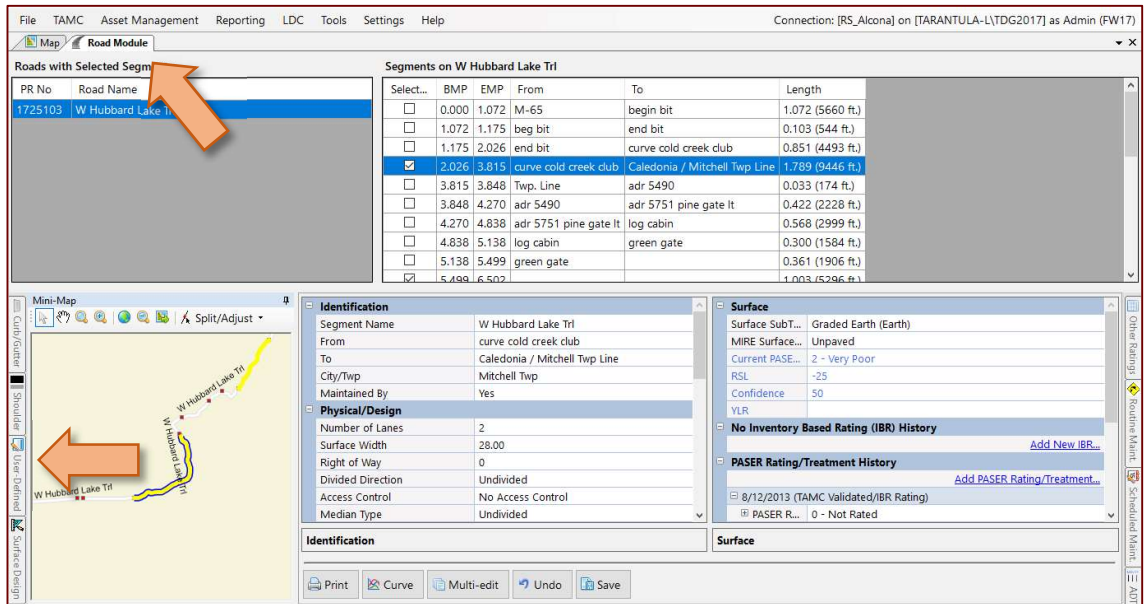 File TAMC Asset Management Reporting LDC Tools Settings Help Connection: [RS_Alcona] on [TARANTULA-L\TDG2017] as Admin (FW17)
Map Road Module
Roads with Selected Segm
PR No Road Name
1725103 W Hubbard Lake
Segments on W Hubbard Lake Trl
Select... BMP EMP From To Length
0.000 1.072 M-65 begin bit 1.072 (5660 ft.)
1.072 1.175 beg bit end bit 0.103 (544 ft.)
1.175 2.026 end bit curve cold creek club 0.851 (4493 ft.)
2.026 3.815 curve cold creek club Caledonia / Mitchell Twp Line 1.789 (9446 ft.)
3.815 3.848 Twp. Line adr 5490 0.033 (174 ft.)
3.848 4.270 adr 5490 adr 5751 pine gate lt 0.422 (2228 ft.)
4.270 4.838 adr 5751 pine gate lt log cabin 0.568 (2999 ft.)
4.838 5.138 log cabin green gate 0.300 (1584 ft.)
5.138 5.499 green gate 0.361 (1906 ft.)
5.499 6.502 1.003 (5296 ft.)
Curb/Gutter
Shoulder
User-Defined
Surface Design
Mini-Map
Split/Adjust
W Hubbard Lake Trl
W Hubbard Lake Trl
W Hubbard Lake Trl
Identification
Segment Name W Hubbard Lake Trl
From curve cold creek club
To Caledonia / Mitchell Twp Line
City/Twp Mitchell Twp
Maintained By Yes
Physical/Design
Number of Lanes 2
Surface Width 28.00
Right of Way 0
Divided Direction Undivided
Access Control No Access Control
Median Type Undivided
Identification
Surface
Surface SubT... Graded Earth (Earth)
MIRE Surface... Unpaved
Current PASE... 2 - Very Poor
RSL -25
Confidence 50
YLR
No Inventory Based Rating (IBR) History
Add New IBR...
PASER Rating/Treatment History
Add PASER Rating/Treatment...
8/12/2013 (TAMC Validated/IBR Rating)
PASER R... 0 - Not Rated
Surface
Print Curve Multi-edit Undo Save
Other Ratings
Routine Maint.
Scheduled Maint.
ADT